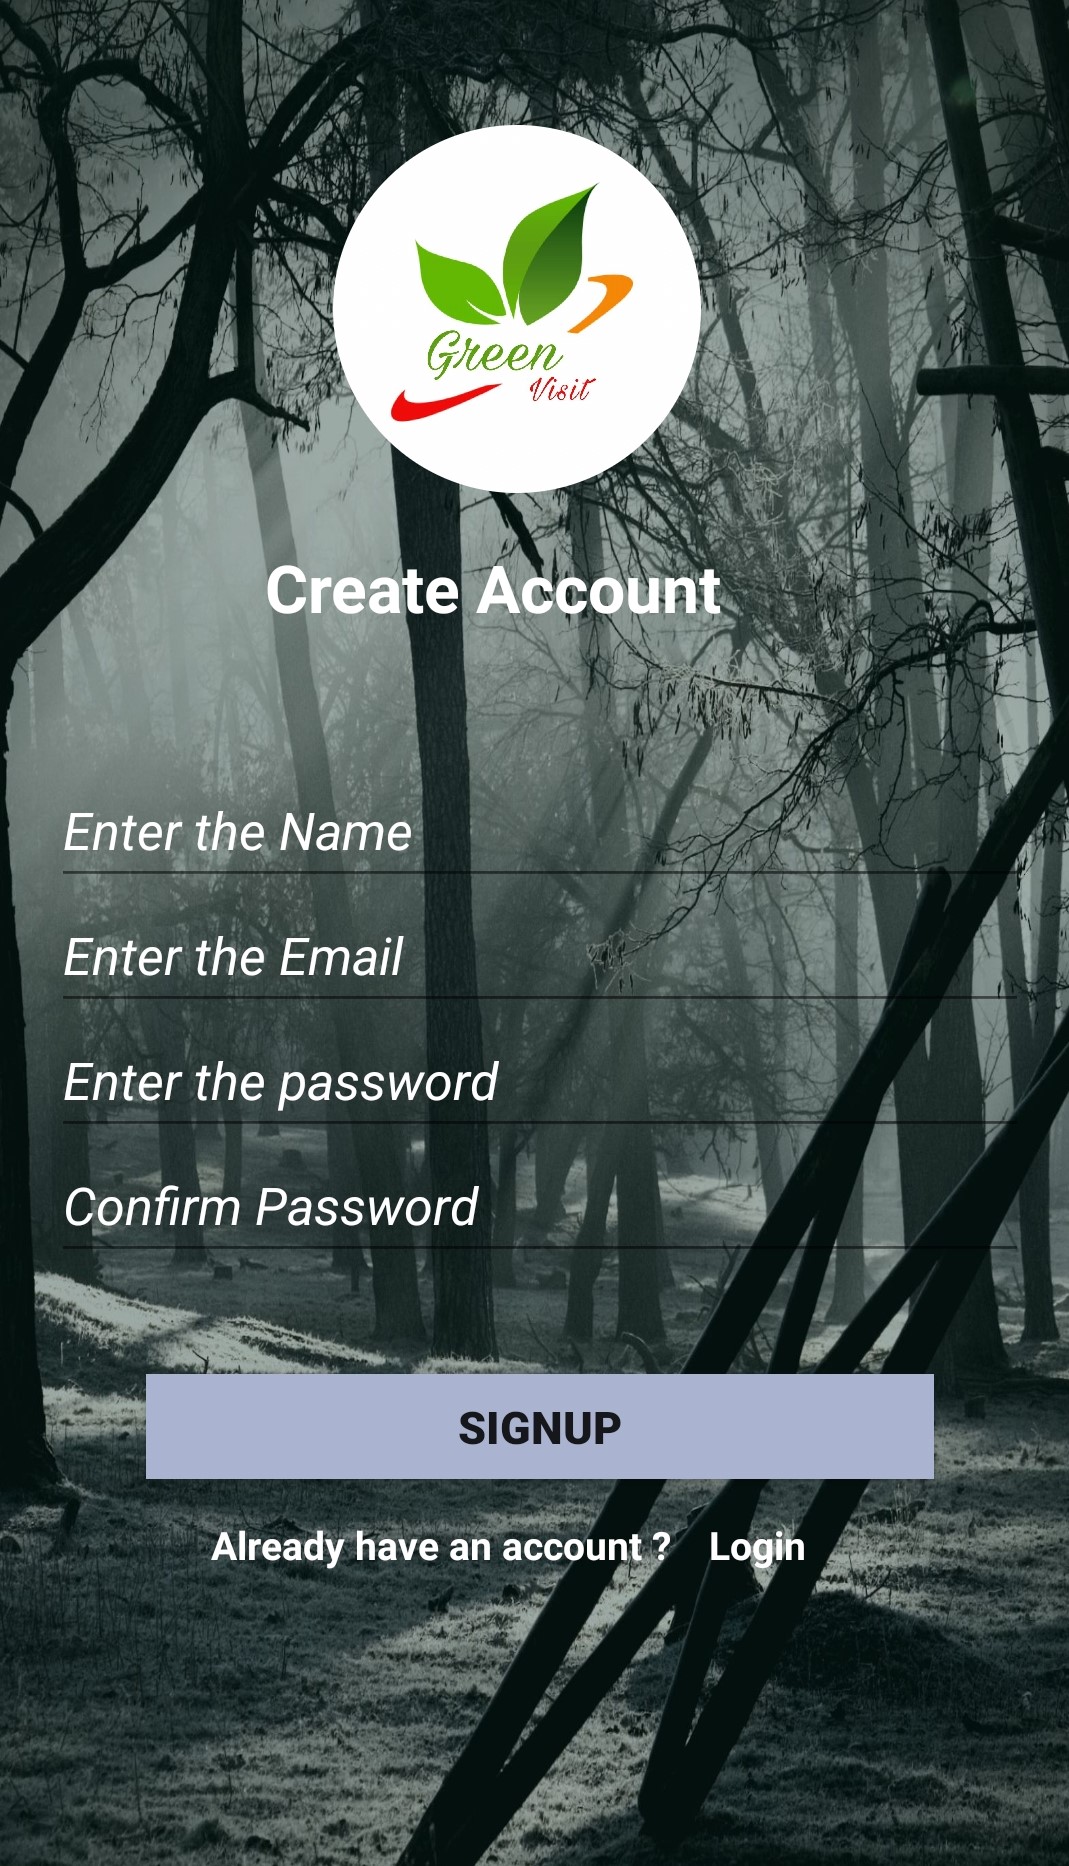 Green
Visit
Create Account
Enter the Name
Enter the Email
Enter the password
Confirm Password
SIGNUP
Already have an account ? Login